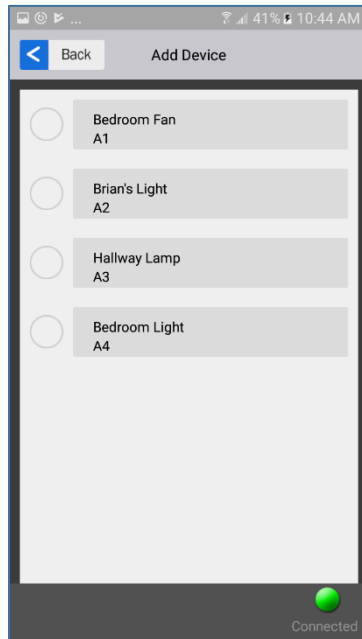 ... 41% 10:44 AM
Back Add Device
Bedroom Fan
A1
Brian's Light
A2
Hallway Lamp
A3
Bedroom Light
A4
Connected